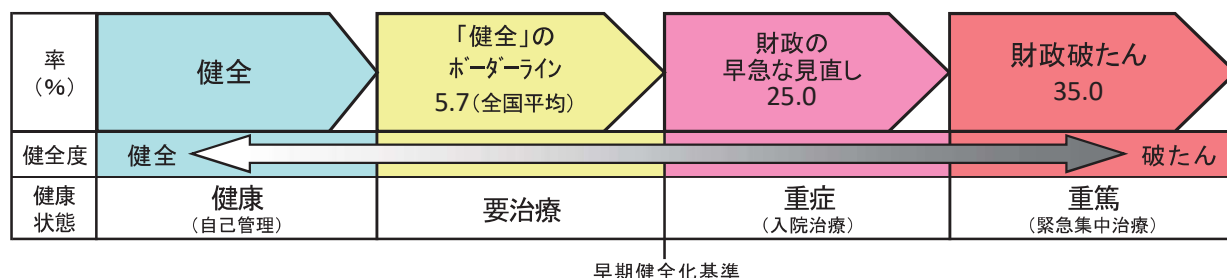 率
（%）
健全
「健全」の
ﾎﾞｰﾀﾞｰﾗｲﾝ
5.7（全国平均）
財政の
早急な見直し
25.0
財政破たん
35.0
健全度
健全
破たん
健康
状態
健康
（自己管理）
要治療
重症
（入院治療）
重篤
（緊急集中治療）
早期健全化基準